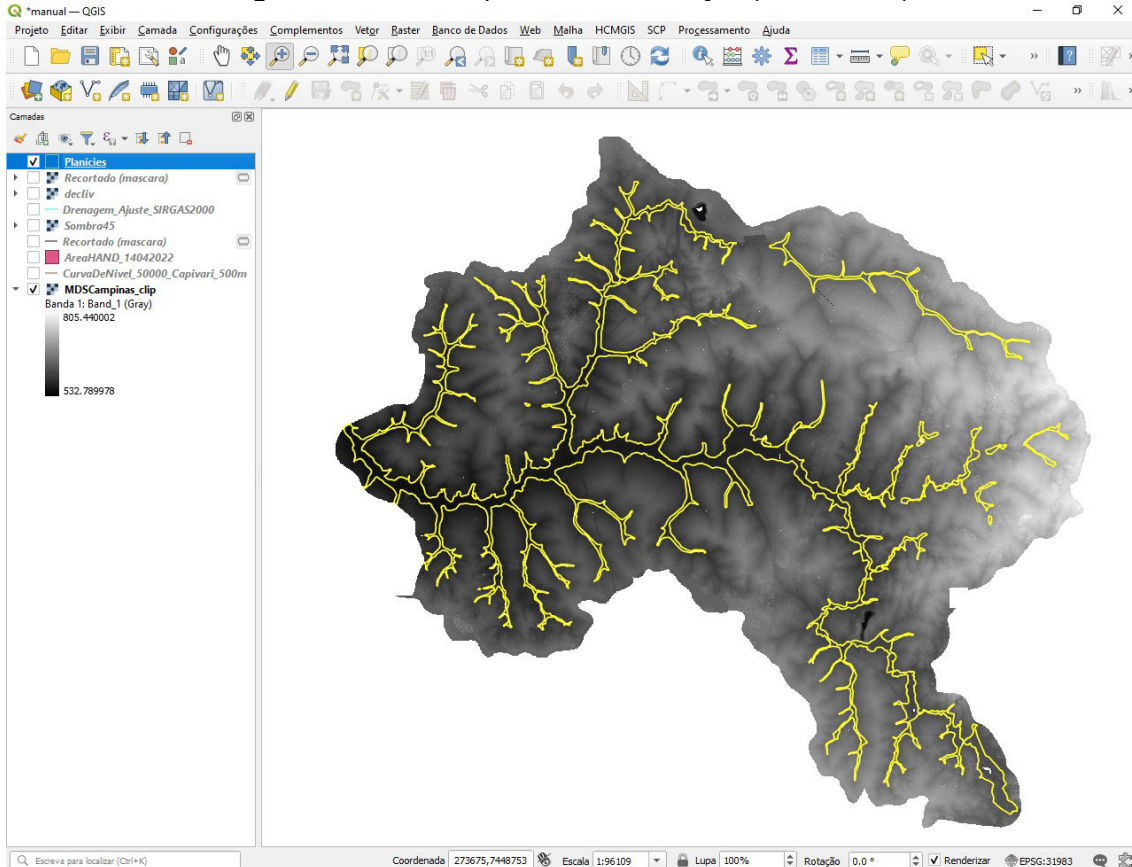 *manual — QGIS
Projeto Editar Exibir Camada Configurações Complementos Vetor Raster Banco de Dados Web Malha HCMGIS SCP Processamento Ajuda
Camadas
Planícies
Recortado (mascara)
decliv
Drenagem_Ajuste_SIRGAS2000
Sombra45
Recortado (mascara)
AreaHAND_14042022
CurvaDeNivel_50000_Capivari_500m
MDSCampinas_clip
Banda 1: Band_1 (Gray)
805.440002
532.789978
Escreva para localizar (Ctrl+K)
Coordenada 273675,7448753 Escala 1:96109 Lupa 100% Rotação 0.0 ° Renderizar EPSG:31983